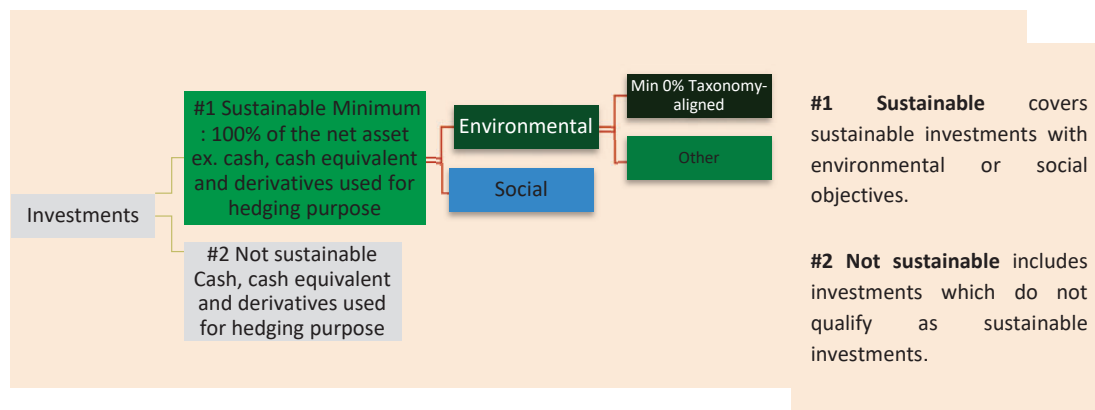 Investments
#1 Sustainable Minimum
: 100% of the net asset
ex. cash, cash equivalent
and derivatives used for
hedging purpose
#2 Not sustainable
Cash, cash equivalent
and derivatives used
for hedging purpose
Environmental
Social
Min 0% Taxonomy-
aligned
Other
#1 Sustainable covers
sustainable investments with
environmental or social
objectives.
#2 Not sustainable includes
investments which do not
qualify as sustainable
investments.